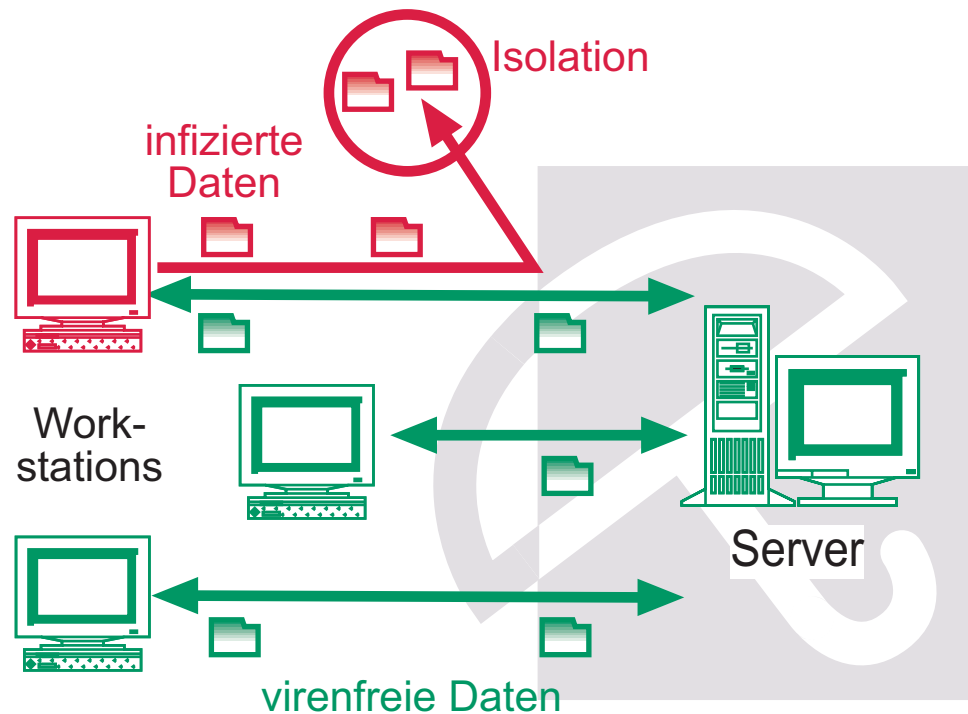 Isolation
infizierte
Daten
Work-
stations
Server
virenfreie Daten